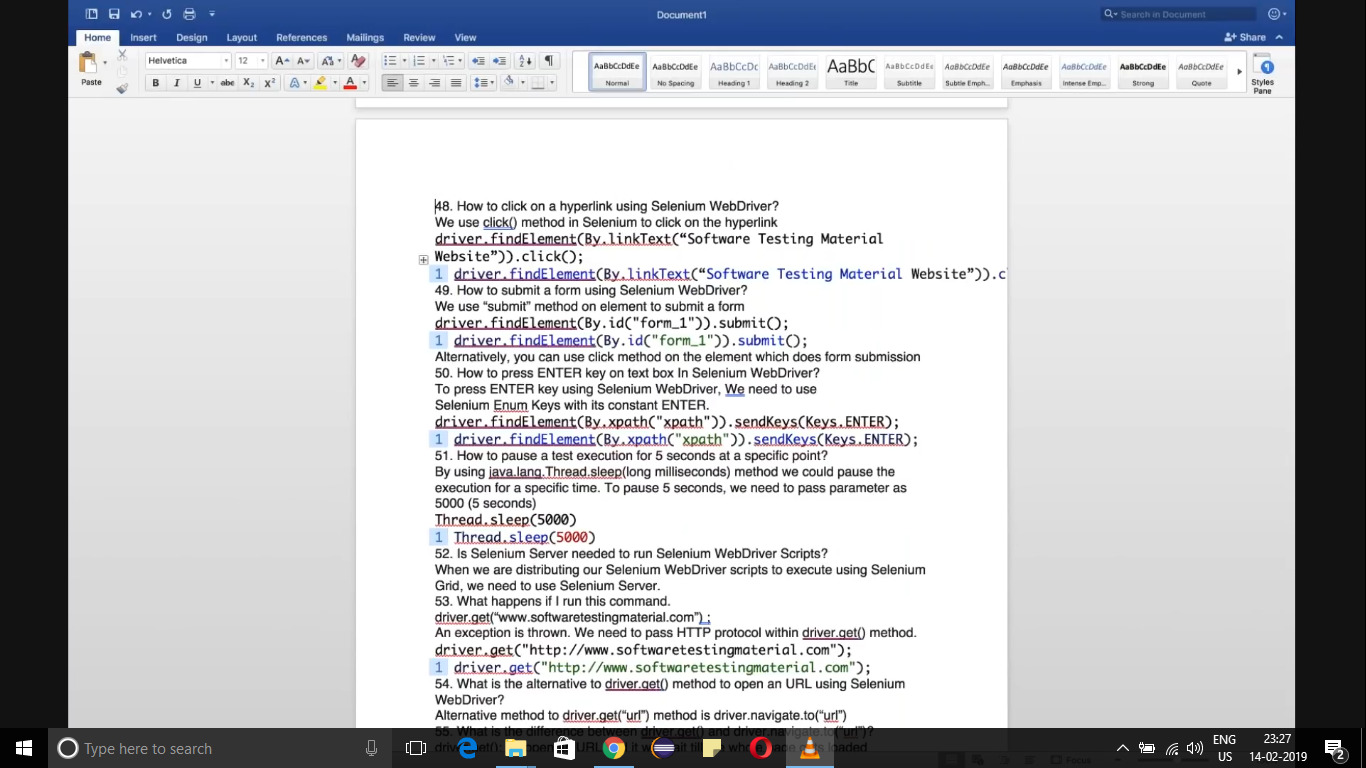 Document1
Search in Document
Home Insert Design Layout References Mailings Review View
Share
Paste
Helvetica 12
B I U abc X2 X2
AaBbCcDdEe AaBbCcDdEe AaBbCcDc AaBbCcDdEe AaBbC AaBbCcDdEe AaBbCcDdEe AaBbCcDdEe AaBbCcDdEe AaBbCcDdEe AaBbCcDdEe
Normal No Spacing Heading 1 Heading 2 Title Subtitle Subtle Emph... Emphasis Intense Emp... Strong Quote
Styles
Pane
48. How to click on a hyperlink using Selenium WebDriver?
We use click() method in Selenium to click on the hyperlink
driver.findElement(By.linkText(“Software Testing Material
Website”)).click();
1 driver.findElement(By.linkText(“Software Testing Material Website”)).c
49. How to submit a form using Selenium WebDriver?
We use “submit” method on element to submit a form
driver.findElement(By.id("form_1")).submit();
1 driver.findElement(By.id("form_1")).submit();
Alternatively, you can use click method on the element which does form submission
50. How to press ENTER key on text box In Selenium WebDriver?
To press ENTER key using Selenium WebDriver, We need to use
Selenium Enum Keys with its constant ENTER.
driver.findElement(By.xpath("xpath")).sendKeys(Keys.ENTER);
1 driver.findElement(By.xpath("xpath")).sendKeys(Keys.ENTER);
51. How to pause a test execution for 5 seconds at a specific point?
By using java.lang.Thread.sleep(long milliseconds) method we could pause the
execution for a specific time. To pause 5 seconds, we need to pass parameter as
5000 (5 seconds)
Thread.sleep(5000)
1 Thread.sleep(5000)
52. Is Selenium Server needed to run Selenium WebDriver Scripts?
When we are distributing our Selenium WebDriver scripts to execute using Selenium
Grid, we need to use Selenium Server.
53. What happens if I run this command.
driver.get(“www.softwaretestingmaterial.com”) ;
An exception is thrown. We need to pass HTTP protocol within driver.get() method.
driver.get("http://www.softwaretestingmaterial.com");
1 driver.get("http://www.softwaretestingmaterial.com");
54. What is the alternative to driver.get() method to open an URL using Selenium
WebDriver?
Alternative method to driver.get(“url”) method is driver.navigate.to(“url”)
55. What is the difference between driver.get() and driver.navigate.to(“url”)?
Type here to search
ENG
US
23:27
14-02-2019
2